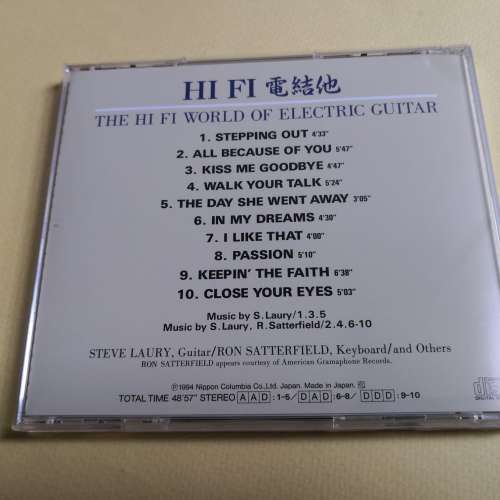 HI FI 電結他
THE HI FI WORLD OF ELECTRIC GUITAR
1. STEPPING OUT 4'33"
2. ALL BECAUSE OF YOU 5'47"
3. KISS ME GOODBYE 4'47"
4. WALK YOUR TALK 5'24"
5. THE DAY SHE WENT AWAY 3'05"
6. IN MY DREAMS 4'30"
7. I LIKE THAT 4'00"
8. PASSION 5'10"
9. KEEPIN' THE FAITH 6'38"
10. CLOSE YOUR EYES 5'03"
Music by S.Laury/1.3.5
Music by S.Laury, R.Satterfield/2.4.6-10
STEVE LAURY, Guitar/RON SATTERFIELD, Keyboard/and Others
RON SATTERFIELD appears courtesy of American Gramaphone Records.
Ⓟ1994 Nippon Columbia Co.,Ltd. Japan. Made in Japan.
TOTAL TIME 48'57" STEREO AAD:1-5/ DAD:6-8/ DDD:9-10